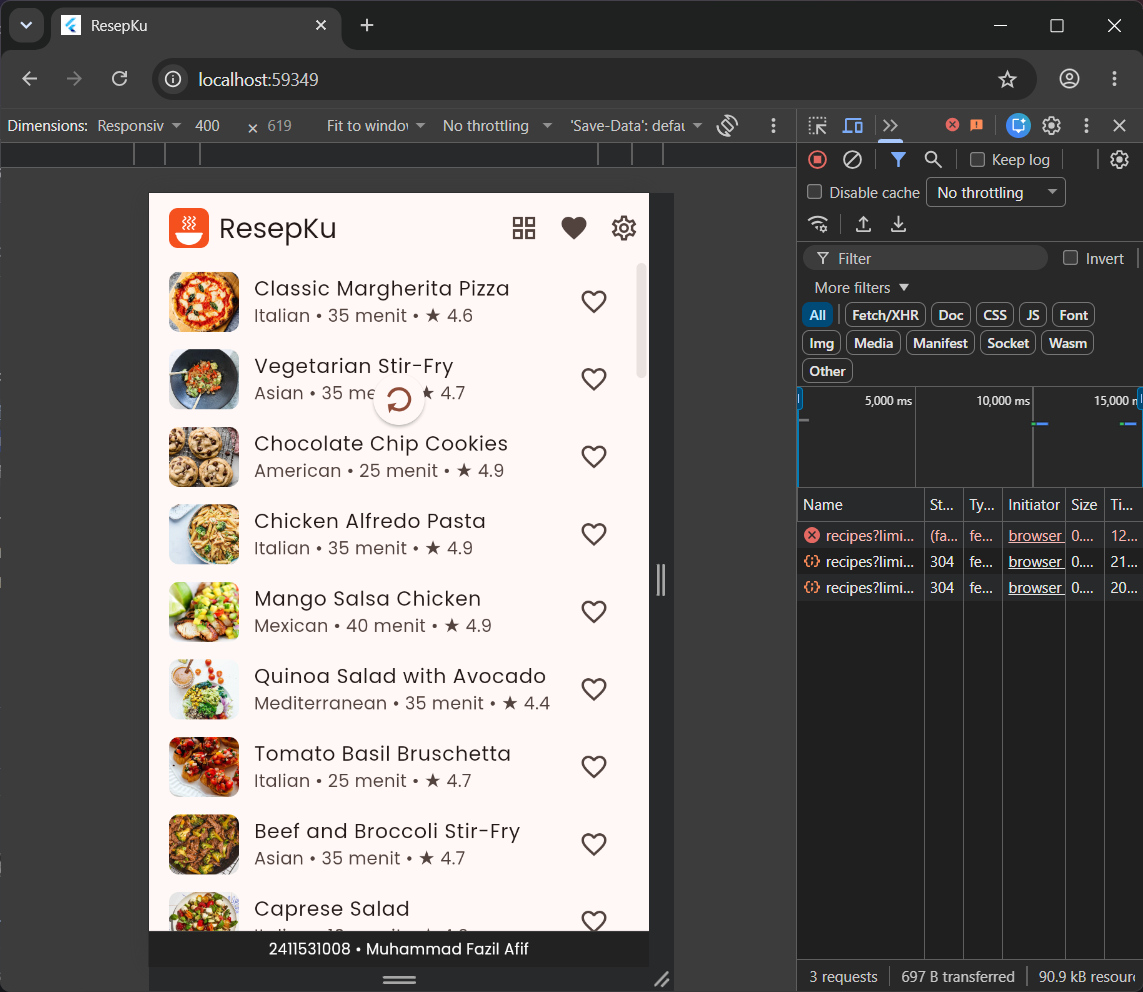 ResepKu
localhost:59349
Dimensions: Responsiv 400 × 619 Fit to windov No throttling 'Save-Data': defau
Keep log
Disable cache No throttling
Filter Invert
More filters
All Fetch/XHR Doc CSS JS Font
Img Media Manifest Socket Wasm
Other
5,000 ms 10,000 ms 15,000 m
Name St... Ty... Initiator Size Ti...
recipes?limi... (fa... fe... browser 0.... 12...
recipes?limi... 304 fe... browser 0.... 21...
recipes?limi... 304 fe... browser 0.... 20...
3 requests 697 B transferred 90.9 kB resourc
ResepKu
Classic Margherita Pizza
Italian • 35 menit • ★ 4.6
Vegetarian Stir-Fry
Asian • 35 me ★ 4.7
Chocolate Chip Cookies
American • 25 menit • ★ 4.9
Chicken Alfredo Pasta
Italian • 35 menit • ★ 4.9
Mango Salsa Chicken
Mexican • 40 menit • ★ 4.9
Quinoa Salad with Avocado
Mediterranean • 35 menit • ★ 4.4
Tomato Basil Bruschetta
Italian • 25 menit • ★ 4.7
Beef and Broccoli Stir-Fry
Asian • 35 menit • ★ 4.7
Caprese Salad
2411531008 • Muhammad Fazil Afif